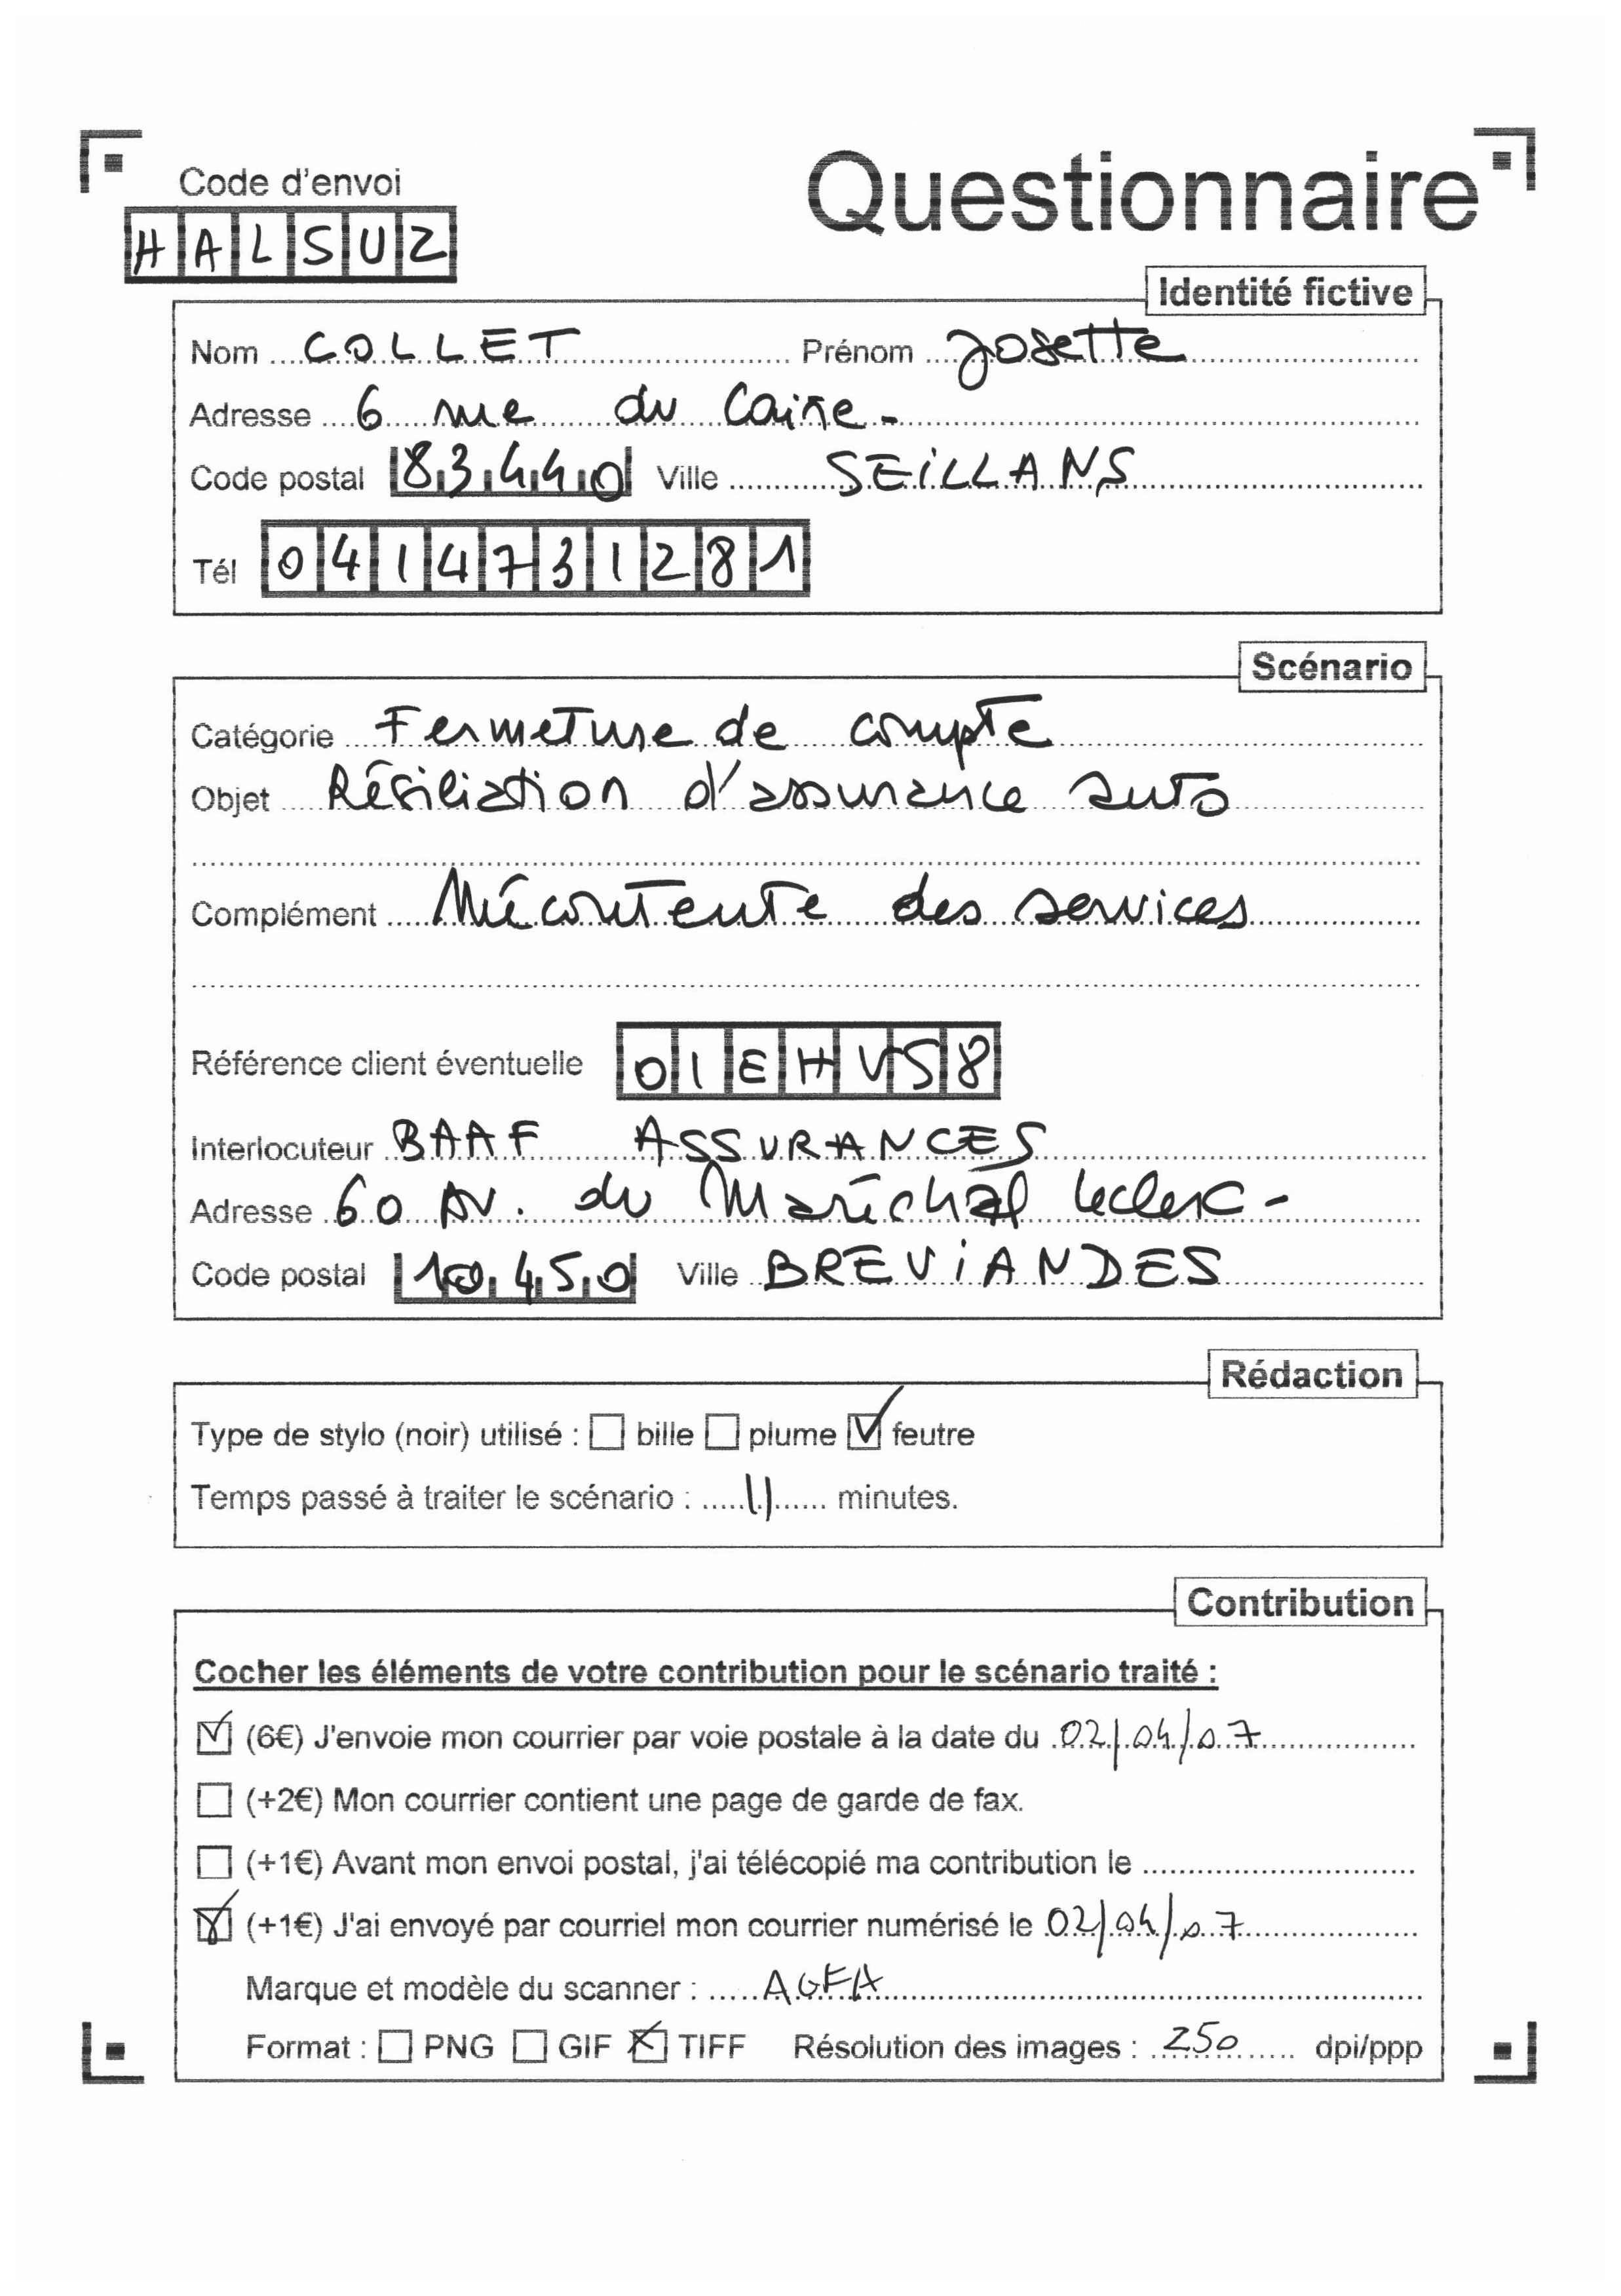 Code d'envoi
Questionnaire
HALSUZ
Identité fictive
Nom COLLET Prénom Josette
Adresse 6 rue du Caire-
Code postal 83440 Ville SEILLANS
Tél 0414731281
Scénario
Catégorie Fermeture de compte
Objet Résiliation d'assurance auto
Complément Mécontente des services
Référence client éventuelle OIEHV58
Interlocuteur BAAF ASSURANCES
Adresse 60 AV. du Maréchal Leclerc-
Code postal 10450 Ville BREVIANDES
Rédaction
Type de stylo (noir) utilisé : bille plume feutre
Temps passé à traiter le scénario : 11 minutes.
Contribution
Cocher les éléments de votre contribution pour le scénario traité :
(6€) J'envoie mon courrier par voie postale à la date du 02/04/07
(+2€) Mon courrier contient une page de garde de fax.
(+1€) Avant mon envoi postal, j'ai télécopié ma contribution le
(+1€) J'ai envoyé par courriel mon courrier numérisé le 02/04/07
Marque et modèle du scanner : AGFA
Format : PNG GIF TIFF Résolution des images : 250 dpi/ppp